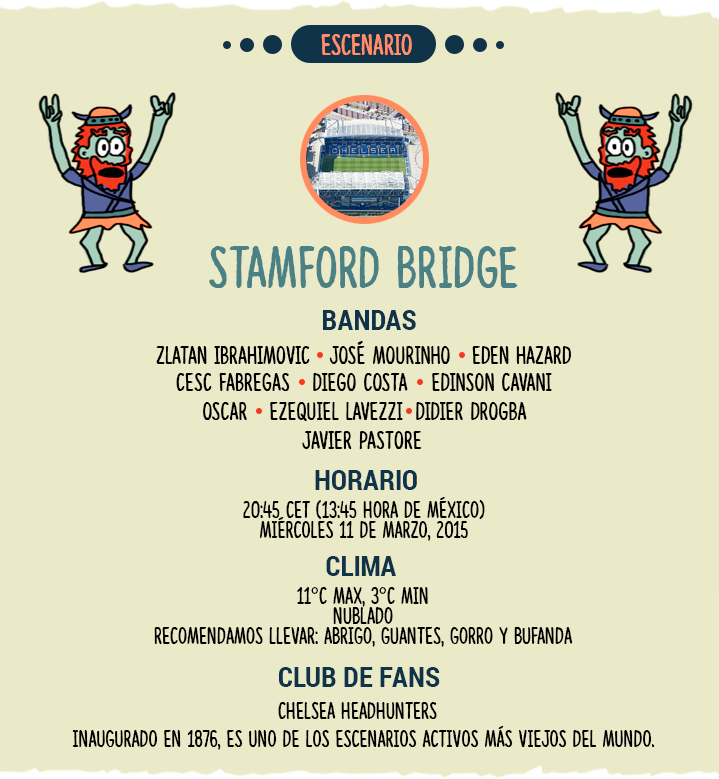 ESCENARIO
CHELSEA
STAMFORD BRIDGE
BANDAS
ZLATAN IBRAHIMOVIC • JOSÉ MOURINHO • EDEN HAZARD
CESC FABREGAS • DIEGO COSTA • EDINSON CAVANI
OSCAR • EZEQUIEL LAVEZZI • DIDIER DROGBA
JAVIER PASTORE
HORARIO
20:45 CET (13:45 HORA DE MÉXICO)
MIÉRCOLES 11 DE MARZO, 2015
CLIMA
11°C MAX, 3°C MIN
NUBLADO
RECOMENDAMOS LLEVAR: ABRIGO, GUANTES, GORRO Y BUFANDA
CLUB DE FANS
CHELSEA HEADHUNTERS
INAUGURADO EN 1876, ES UNO DE LOS ESCENARIOS ACTIVOS MÁS VIEJOS DEL MUNDO.